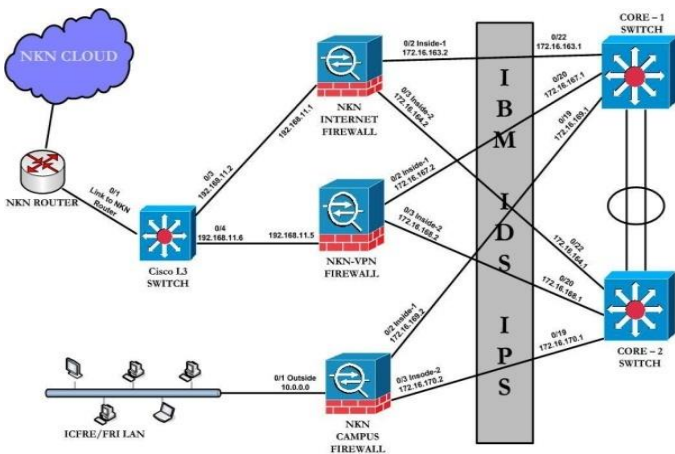 NKN CLOUD
NKN ROUTER
0/1
Link to NKN
Router
Cisco L3
SWITCH
0/3
192.168.11.2
192.168.11.1
0/4
192.168.11.6
192.168.11.5
NKN
INTERNET
FIREWALL
0/2 Inside-1
172.16.163.2
0/3 Inside-2
172.16.164.2
NKN-VPN
FIREWALL
0/2 Inside-1
172.16.167.2
0/3 Inside-2
172.16.168.2
NKN
CAMPUS
FIREWALL
0/2 Inside-1
172.16.169.2
0/3 Insode-2
172.16.170.2
0/1 Outside
10.0.0.0
ICFRE/FRI LAN
IBM
IDS
IPS
CORE – 1
SWITCH
0/22
172.16.163.1
0/20
172.16.167.1
0/19
172.16.169.1
0/22
172.16.164.1
0/20
172.16.168.1
0/19
172.16.170.1
CORE – 2
SWITCH